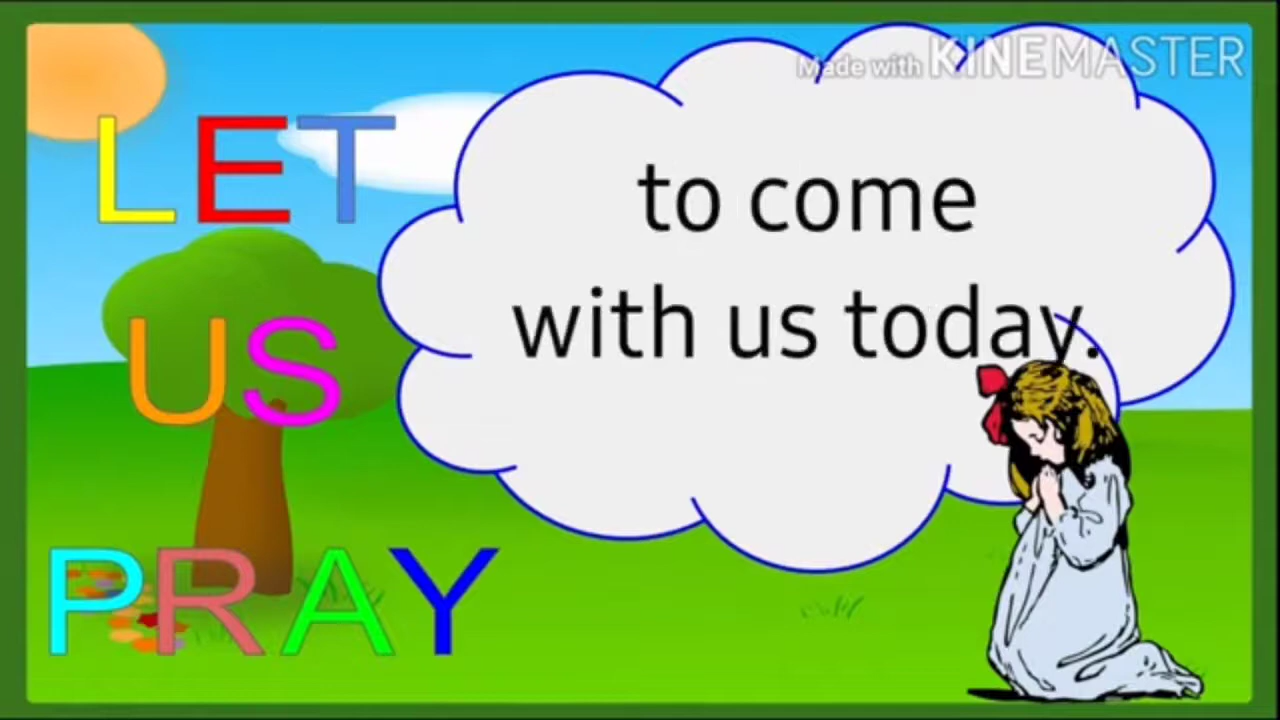 Made with KINEMASTER
LET
US
PRAY
to come
with us today.